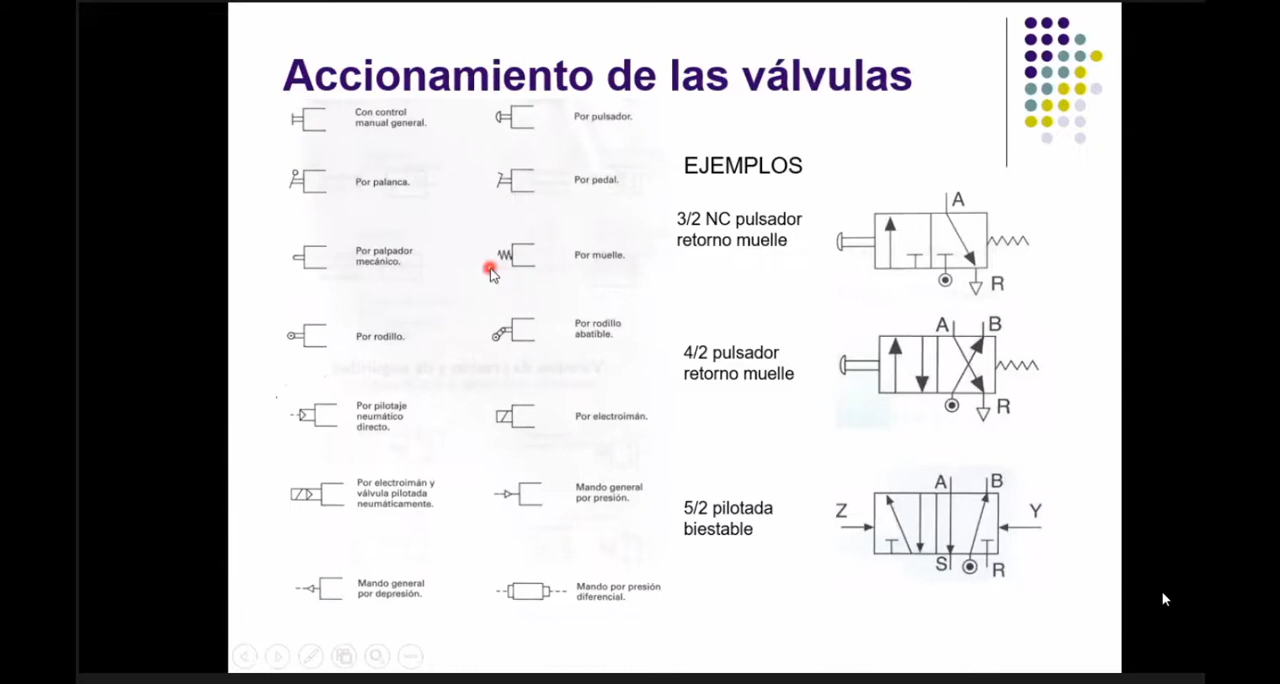 Accionamiento de las válvulas
Con control
manual general.
Por pulsador.
Por palanca.
Por pedal.
Por palpador
mecánico.
Por muelle.
Por rodillo.
Por rodillo
abatible.
Por pilotaje
neumático
directo.
Por electroimán.
Por electroimán y
válvula pilotada
neumáticamente.
Mando general
por presión.
Mando general
por depresión.
Mando por presión
diferencial.
EJEMPLOS
3/2 NC pulsador
retorno muelle
A
R
4/2 pulsador
retorno muelle
A B
R
5/2 pilotada
biestable
A B
Z Y
S R